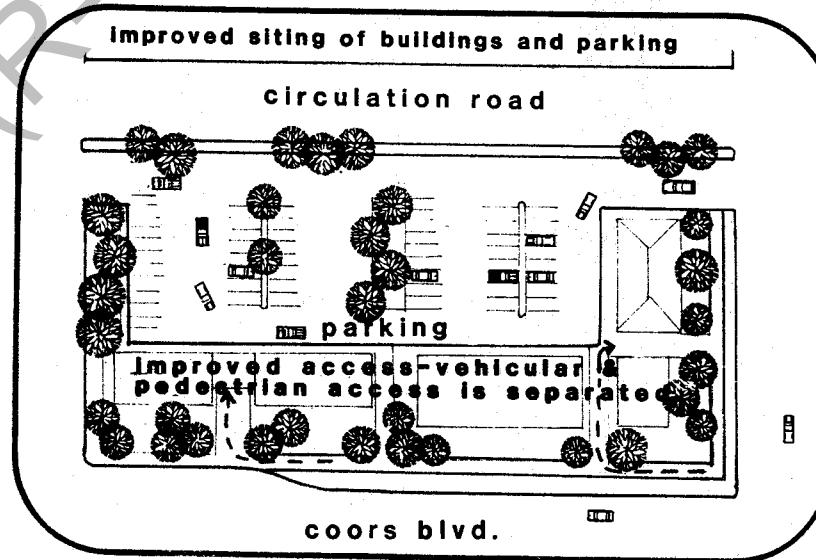 improved siting of buildings and parking
circulation road
parking
improved access-vehicular &
pedestrian access is separated
coors blvd.